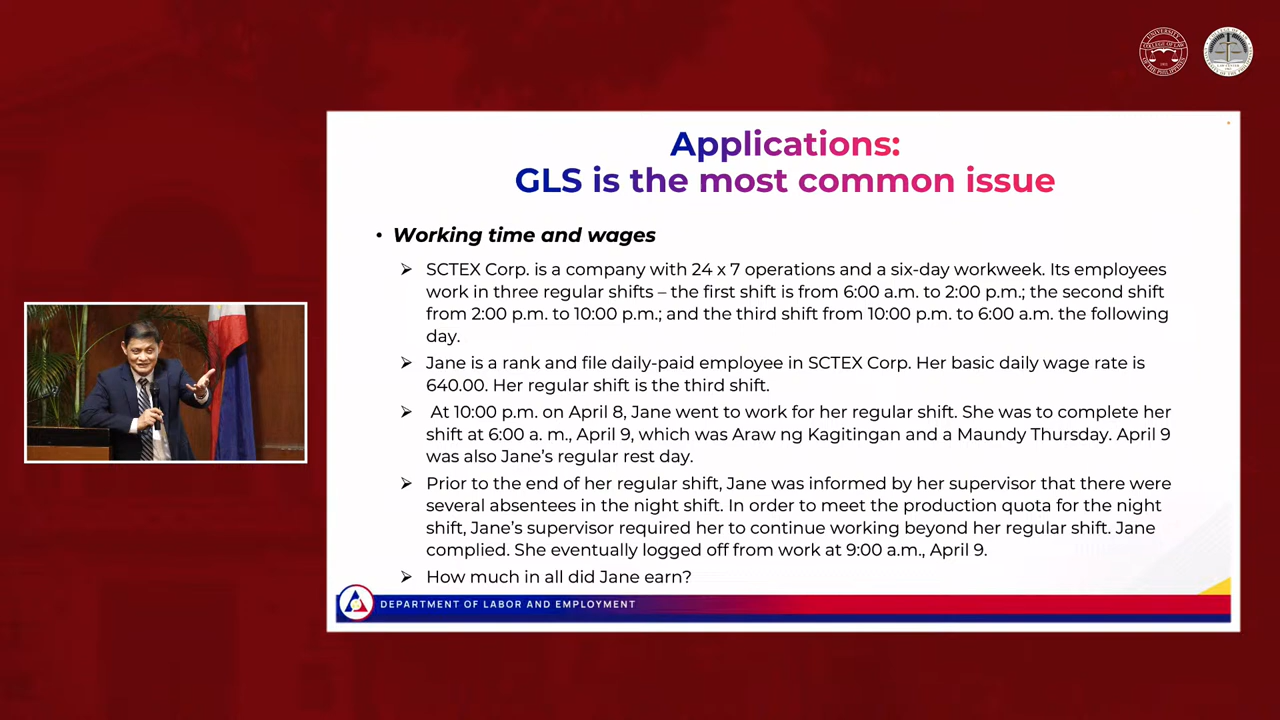 Applications:
GLS is the most common issue
• Working time and wages
➢ SCTEX Corp. is a company with 24 x 7 operations and a six-day workweek. Its employees
work in three regular shifts – the first shift is from 6:00 a.m. to 2:00 p.m.; the second shift
from 2:00 p.m. to 10:00 p.m.; and the third shift from 10:00 p.m. to 6:00 a.m. the following
day.
➢ Jane is a rank and file daily-paid employee in SCTEX Corp. Her basic daily wage rate is
640.00. Her regular shift is the third shift.
➢ At 10:00 p.m. on April 8, Jane went to work for her regular shift. She was to complete her
shift at 6:00 a. m., April 9, which was Araw ng Kagitingan and a Maundy Thursday. April 9
was also Jane’s regular rest day.
➢ Prior to the end of her regular shift, Jane was informed by her supervisor that there were
several absentees in the night shift. In order to meet the production quota for the night
shift, Jane’s supervisor required her to continue working beyond her regular shift. Jane
complied. She eventually logged off from work at 9:00 a.m., April 9.
➢ How much in all did Jane earn?
DEPARTMENT OF LABOR AND EMPLOYMENT